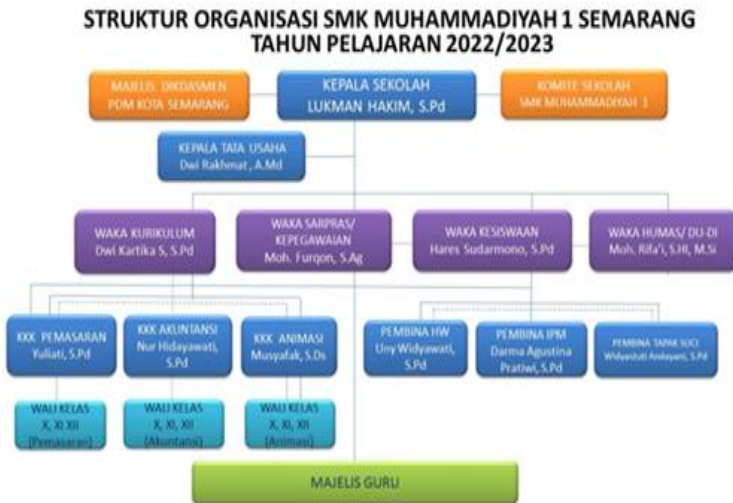 STRUKTUR ORGANISASI SMK MUHAMMADIYAH 1 SEMARANG
TAHUN PELAJARAN 2022/2023
MAJELIS DIKDASMEN
PDM KOTA SEMARANG
KEPALA SEKOLAH
LUKMAN HAKIM, S.Pd
KOMITE SEKOLAH
SMK MUHAMMADIYAH 1
KEPALA TATA USAHA
Dwi Rakhmat, A.Md
WAKA KURIKULUM
Dwi Kartika S, S.Pd
WAKA SARPRAS/
KEPEGAWAIAN
Moh. Furqon, S.Ag
WAKA KESISWAAN
Hares Sudarmono, S.Pd
WAKA HUMAS/ DU-DI
Moh. Rifa'i, S.HI, M.Si
KKK PEMASARAN
Yuliati, S.Pd
KKK AKUNTANSI
Nur Hidayawati,
S.Pd
KKK ANIMASI
Musyafak, S.Ds
PEMBINA HW
Uny Widyawati,
S.Pd
PEMBINA IPM
Darma Agustina
Pratiwi, S.Pd
PEMBINA TAPAK SUCI
Widyastuti Andayani, S.Pd
WALI KELAS
X, XI XII
(Pemasaran)
WALI KELAS
X, XI, XII
(Akuntansi)
WALI KELAS
X, XI, XII
(Animasi)
MAJELIS GURU